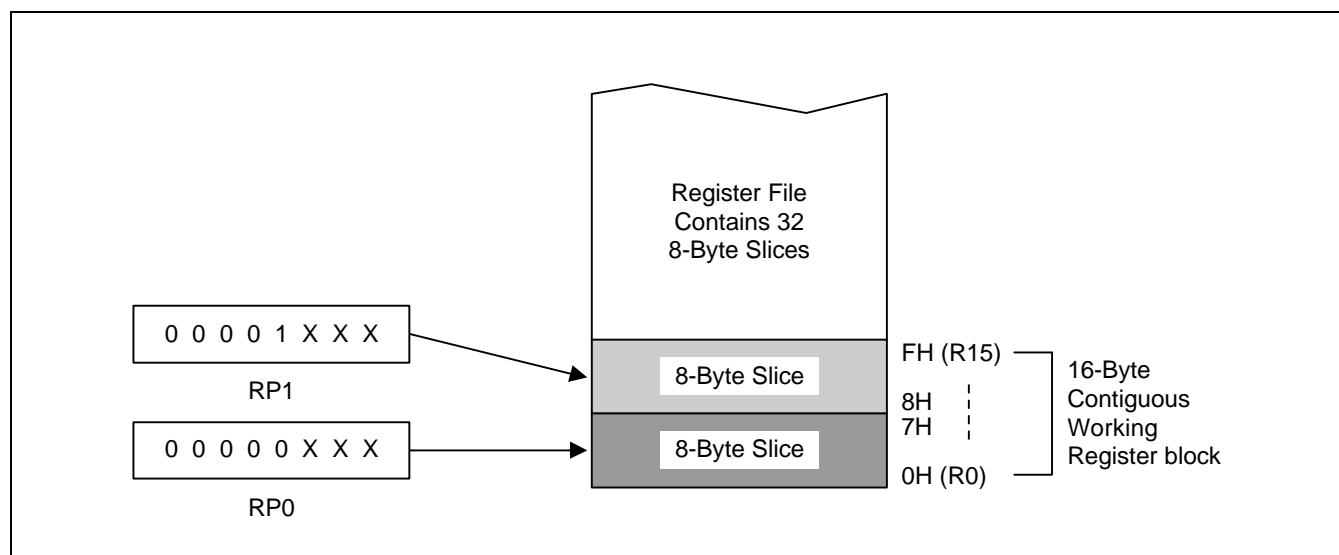 Register File
Contains 32
8-Byte Slices
0 0 0 0 1 X X X
RP1
0 0 0 0 0 X X X
RP0
8-Byte Slice
8-Byte Slice
FH (R15)
8H
7H
0H (R0)
16-Byte
Contiguous
Working
Register block